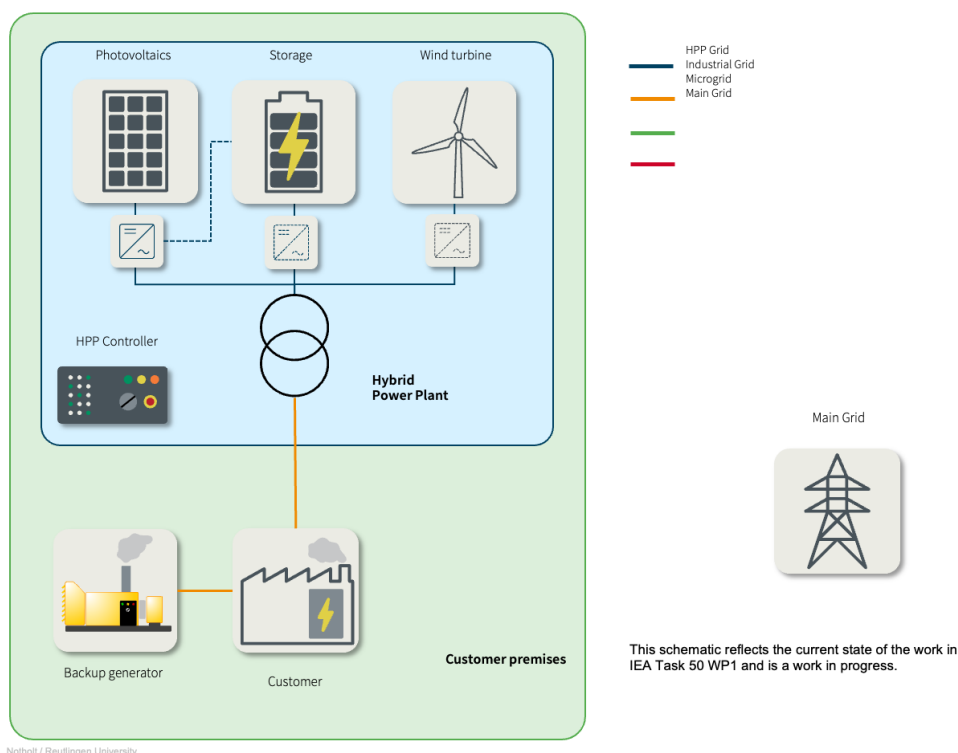 Photovoltaics
Storage
Wind turbine
HPP Grid
Industrial Grid
Microgrid
Main Grid
HPP Controller
Hybrid
Power Plant
Main Grid
Backup generator
Customer
Customer premises
This schematic reflects the current state of the work in
IEA Task 50 WP1 and is a work in progress.
Notholt / Reutlingen University